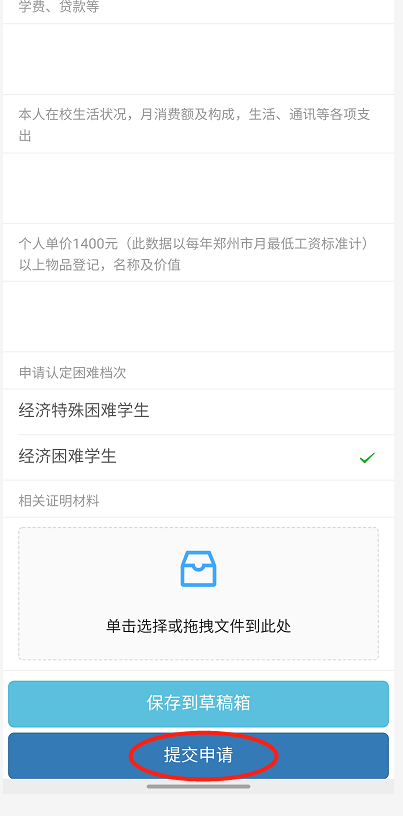 学费、贷款等
本人在校生活状况，月消费额及构成，生活、通讯等各项支
出
个人单价1400元（此数据以每年郑州市月最低工资标准计）
以上物品登记，名称及价值
申请认定困难档次
经济特殊困难学生
经济困难学生
相关证明材料
单击选择或拖拽文件到此处
保存到草稿箱
提交申请